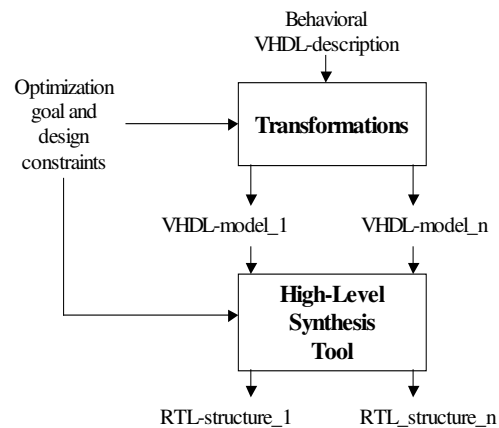 Behavioral
VHDL-description
Optimization
goal and
design
constraints
Transformations
VHDL-model_1
VHDL-model_n
High-Level
Synthesis
Tool
RTL-structure_1
RTL_structure_n